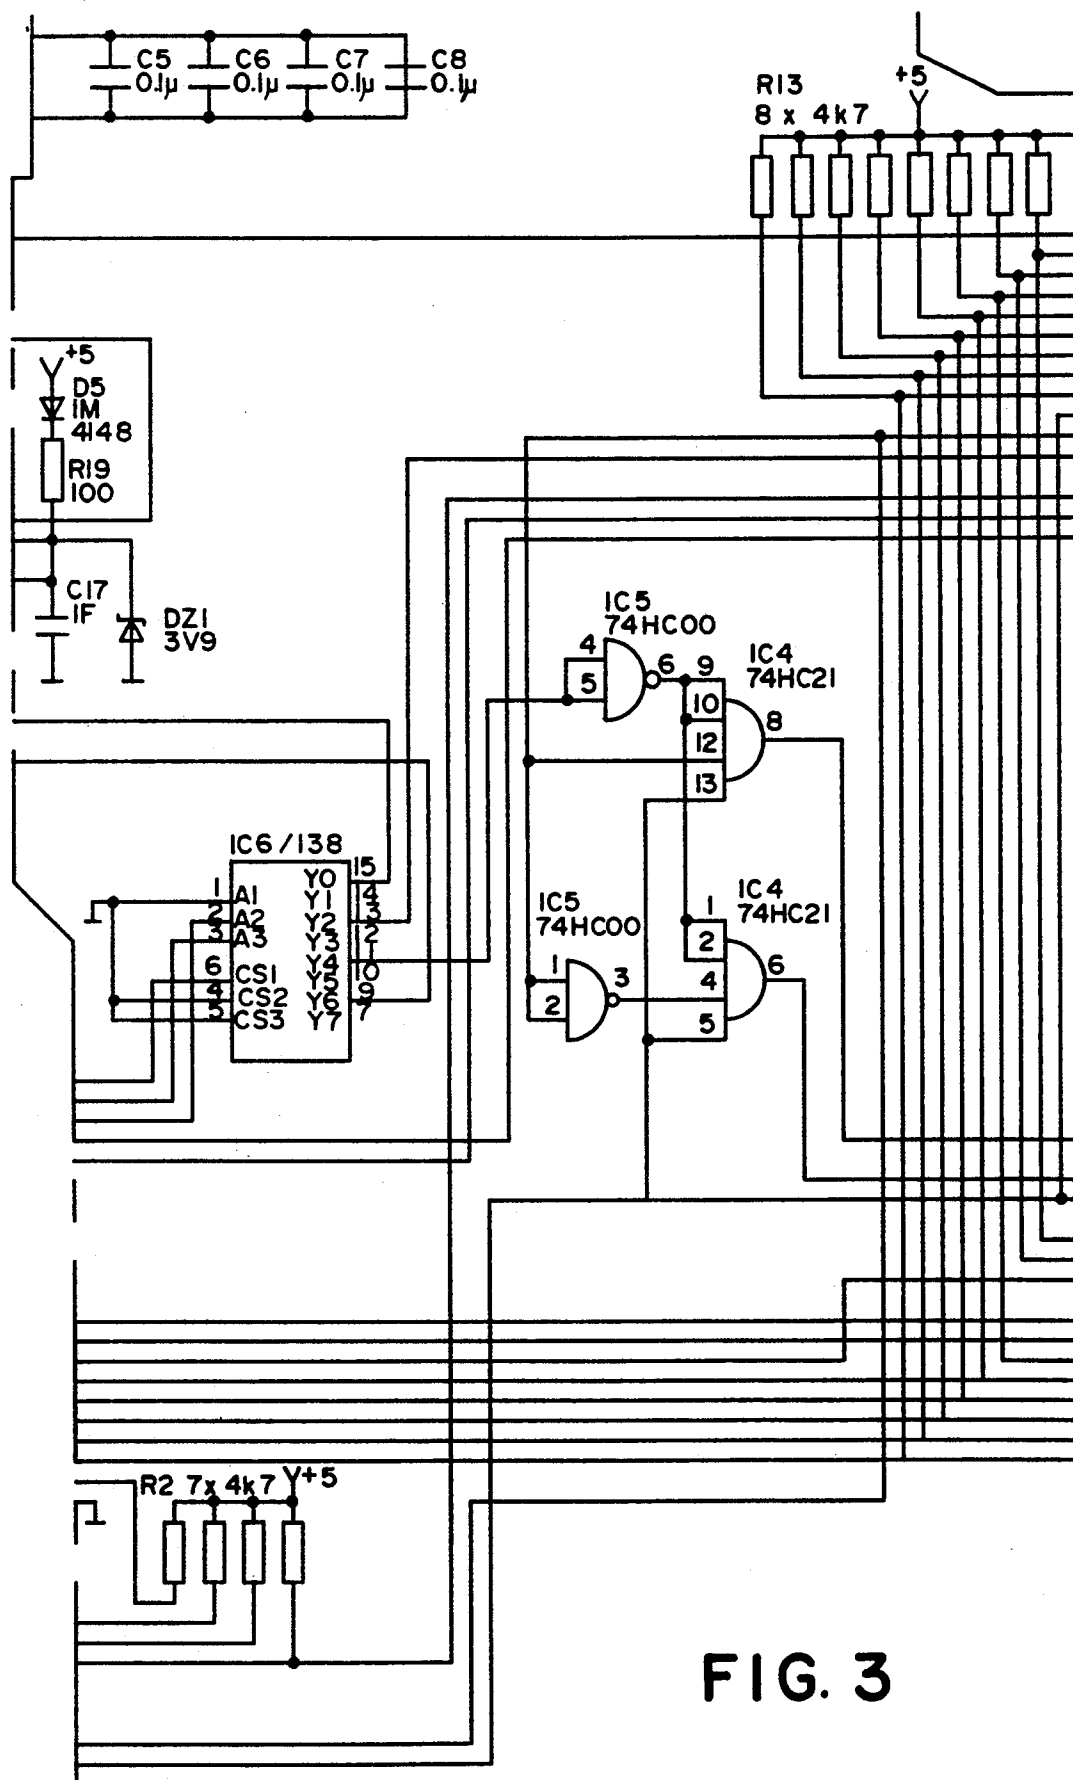 C5
0.1µ
C6
0.1µ
C7
0.1µ
C8
0.1µ
R13
8 x 4k7
+5
+5
D5
1M
4148
R19
100
C17
1F
DZ1
3V9
IC5
74HC00
4
5
6
IC4
74HC21
9
10
12
13
8
IC6/138
1
2
3
6
4
5
A1
A2
A3
CS1
CS2
CS3
Y0
Y1
Y2
Y3
Y4
Y5
Y6
Y7
15
14
13
12
11
10
9
7
IC5
74HC00
1
2
3
IC4
74HC21
1
2
4
5
6
R2 7x 4k7
+5
FIG. 3